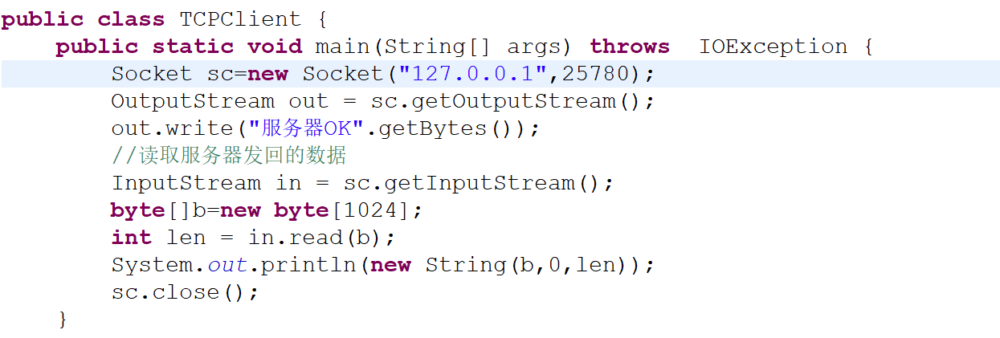 public class TCPClient {
    public static void main(String[] args) throws  IOException {
        Socket sc=new Socket("127.0.0.1",25780);
        OutputStream out = sc.getOutputStream();
        out.write("服务器OK".getBytes());
        //读取服务器发回的数据
        InputStream in = sc.getInputStream();
        byte[]b=new byte[1024];
        int len = in.read(b);
        System.out.println(new String(b,0,len));
        sc.close();
    }